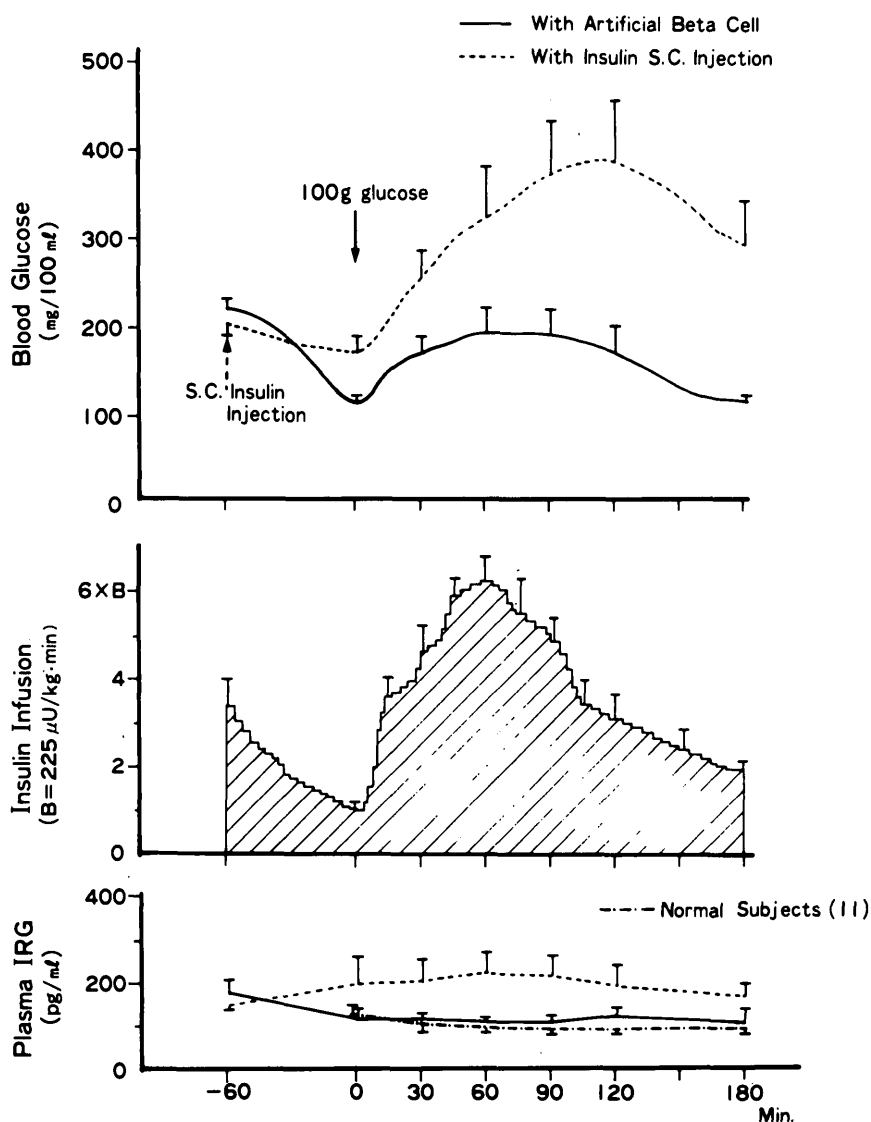 With Artificial Beta Cell
With Insulin S.C. Injection
Blood Glucose
(mg/100 ml)
500
400
300
200
100
0
100g glucose
S.C. Insulin
Injection
Insulin Infusion
(B=225 μU/kg·min)
6×B
4
2
0
Plasma IRG
(pg/ml)
400
200
0
Normal Subjects (11)
-60 0 30 60 90 120 180
Min.